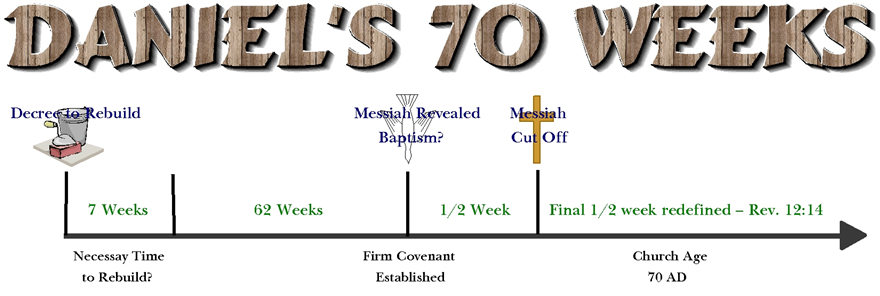 DANIEL'S 70 WEEKS
Decree to Rebuild
Messiah Revealed
Baptism?
Messiah
Cut Off
7 Weeks
62 Weeks
1/2 Week
Final 1/2 week redefined – Rev. 12:14
Necessay Time
to Rebuild?
Firm Covenant
Established
Church Age
70 AD